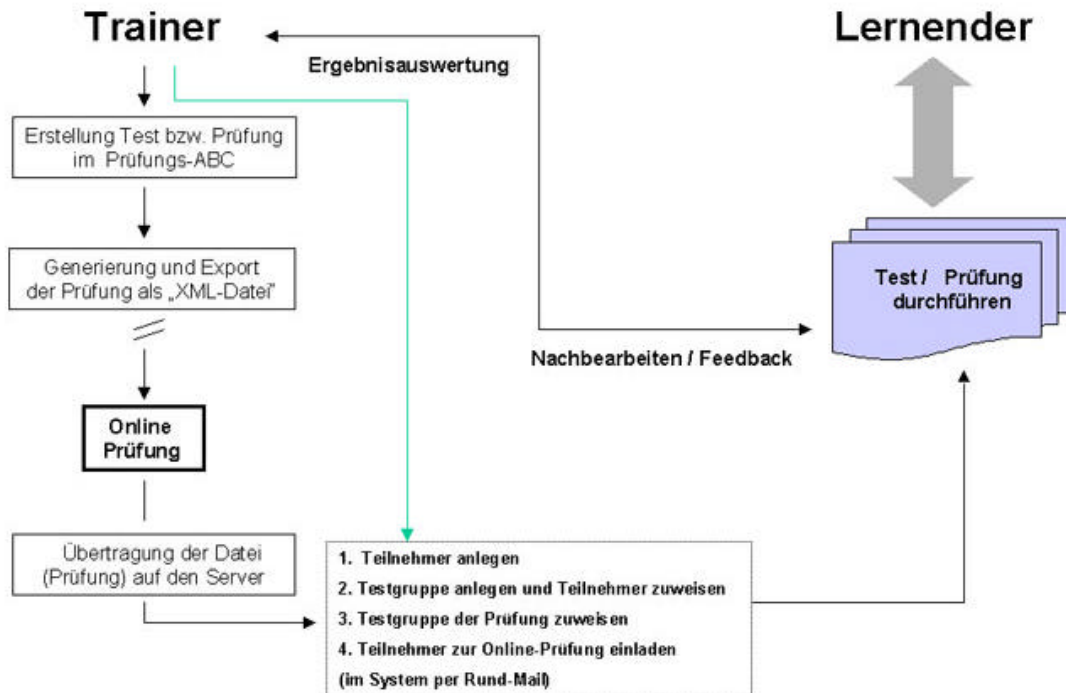 Trainer
Lernender
Ergebnisauswertung
Erstellung Test bzw. Prüfung
im Prüfungs-ABC
Generierung und Export
der Prüfung als „XML-Datei"
Test / Prüfung
durchführen
Nachbearbeiten / Feedback
Online
Prüfung
Übertragung der Datei
(Prüfung) auf den Server
1. Teilnehmer anlegen
2. Testgruppe anlegen und Teilnehmer zuweisen
3. Testgruppe der Prüfung zuweisen
4. Teilnehmer zur Online-Prüfung einladen
(im System per Rund-Mail)